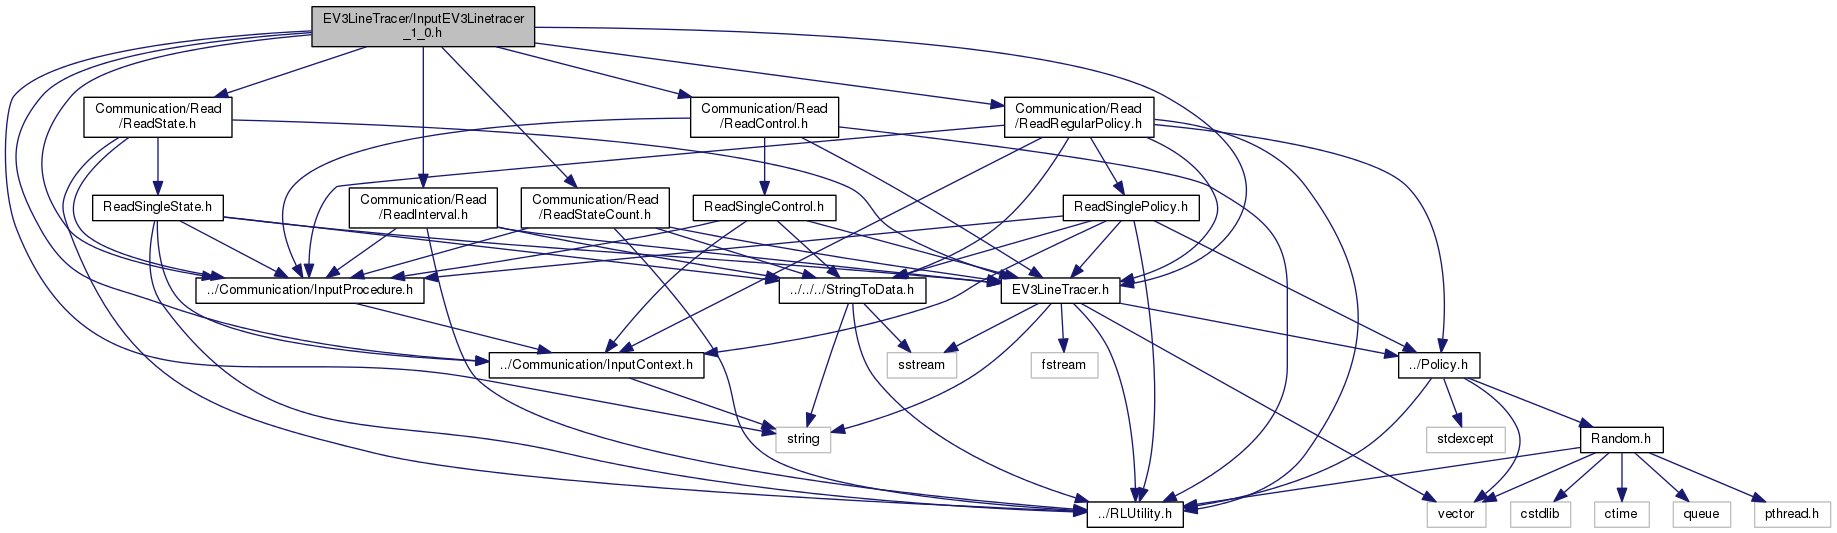 EV3LineTracer/InputEV3Linetracer
_1_0.h
Communication/Read
/ReadState.h
Communication/Read
/ReadControl.h
Communication/Read
/ReadRegularPolicy.h
ReadSingleState.h
Communication/Read
/ReadInterval.h
Communication/Read
/ReadStateCount.h
ReadSingleControl.h
ReadSinglePolicy.h
../Communication/InputProcedure.h
../../../StringToData.h
EV3LineTracer.h
../Communication/InputContext.h
sstream
fstream
../Policy.h
string
stdexcept
Random.h
../RLUtility.h
vector
cstdlib
ctime
queue
pthread.h